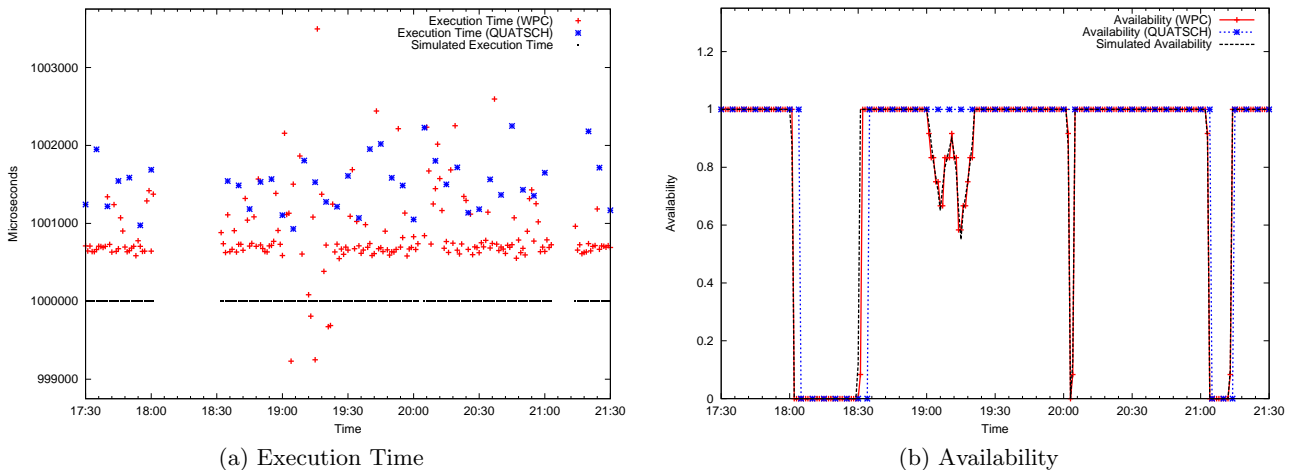 Execution Time (WPC)
Execution Time (QUATSCH)
Simulated Execution Time
1003000
1002000
1001000
1000000
999000
Microseconds
17:30 18:00 18:30 19:00 19:30 20:00 20:30 21:00 21:30
Time
(a) Execution Time
Availability (WPC)
Availability (QUATSCH)
Simulated Availability
1.2
1
0.8
0.6
0.4
0.2
0
Availability
17:30 18:00 18:30 19:00 19:30 20:00 20:30 21:00 21:30
Time
(b) Availability